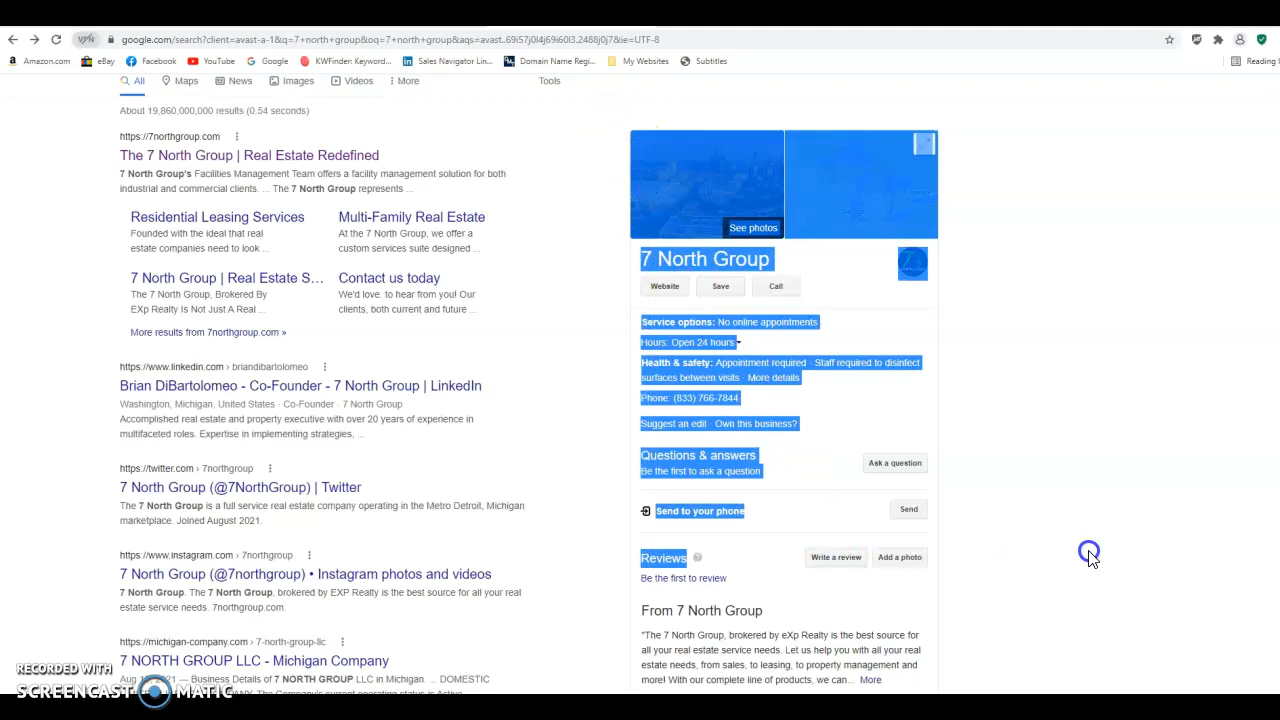 VPN google.com/search?client=avast-a-1&q=7+north+group&oq=7+north+group&aqs=avast..69i57j0l4j69i60l3.2488j0j7&ie=UTF-8
Amazon.com eBay Facebook YouTube Google KWFinder: Keyword... Sales Navigator Lin... Domain Name Regi... My Websites Subtitles Reading
All Maps News Images Videos More Tools
About 19,860,000,000 results (0.54 seconds)
https://7northgroup.com
The 7 North Group | Real Estate Redefined
7 North Group's Facilities Management Team offers a facility management solution for both
industrial and commercial clients. ... The 7 North Group represents ...
Residential Leasing Services
Founded with the ideal that real
estate companies need to look ...
Multi-Family Real Estate
At the 7 North Group, we offer a
custom services suite designed ...
7 North Group | Real Estate S...
The 7 North Group, Brokered By
EXp Realty Is Not Just A Real ...
Contact us today
We'd love. to hear from you! Our
clients, both current and future ...
More results from 7northgroup.com »
https://www.linkedin.com › briandibartolomeo
Brian DiBartolomeo - Co-Founder - 7 North Group | LinkedIn
Washington, Michigan, United States · Co-Founder · 7 North Group
Accomplished real estate and property executive with over 20 years of experience in
multifaceted roles. Expertise in implementing strategies, ...
https://twitter.com › 7northgroup
7 North Group (@7NorthGroup) | Twitter
The 7 North Group is a full service real estate company operating in the Metro Detroit, Michigan
marketplace. Joined August 2021.
https://www.instagram.com › 7northgroup
7 North Group (@7northgroup) • Instagram photos and videos
7 North Group. The 7 North Group, brokered by EXP Realty is the best source for all your real
estate service needs. 7northgroup.com.
https://michigan-company.com › 7-north-group-llc
7 NORTH GROUP LLC - Michigan Company
2021 — Business Details of 7 NORTH GROUP LLC in Michigan. ... DOMESTIC
See photos
7 North Group
Website Save Call
Service options: No online appointments
Hours: Open 24 hours
Health & safety: Appointment required · Staff required to disinfect
surfaces between visits · More details
Phone: (833) 766-7844
Suggest an edit · Own this business?
Questions & answers
Be the first to ask a question
Ask a question
Send to your phone
Send
Reviews
Write a review Add a photo
Be the first to review
From 7 North Group
"The 7 North Group, brokered by eXp Realty is the best source for
all your real estate service needs. Let us help you with all your real
estate needs, from sales, to leasing, to property management and
more! With our complete line of products, we can... More
RECORDED WITH
SCREENCAST MATIC